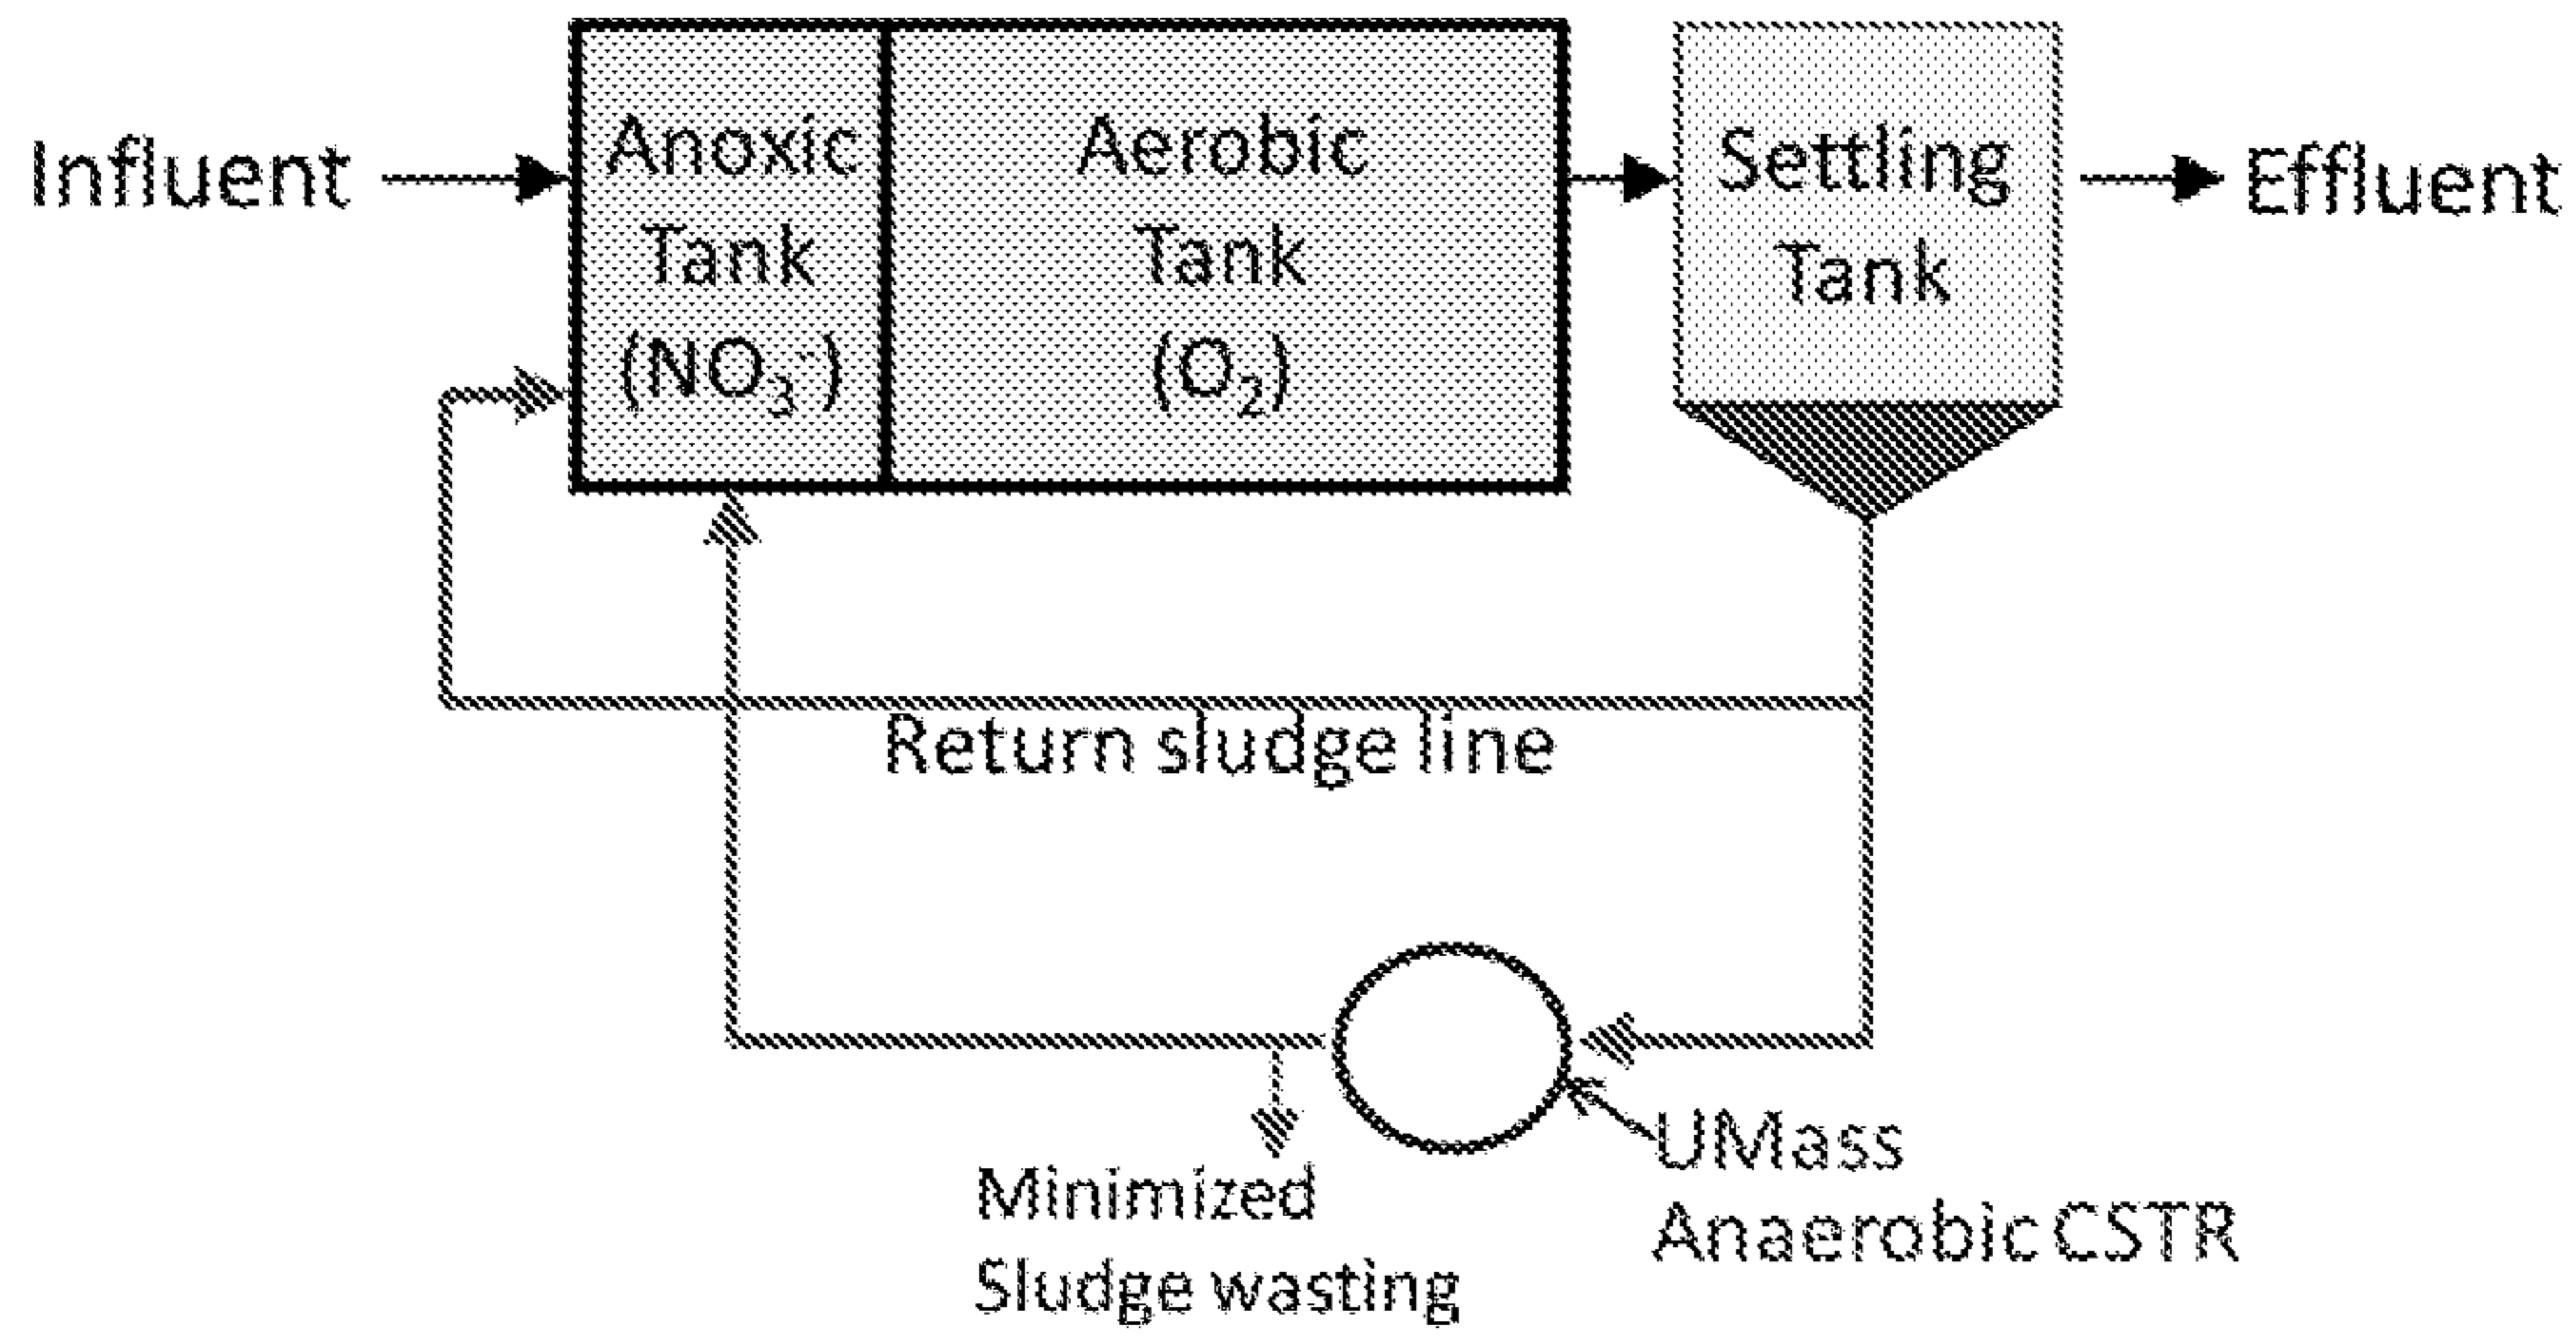 Influent
Anoxic
Tank
(NO₃⁻)
Aerobic
Tank
(O₂)
Settling
Tank
Effluent
Return sludge line
Minimized
Sludge wasting
UMass
Anaerobic CSTR